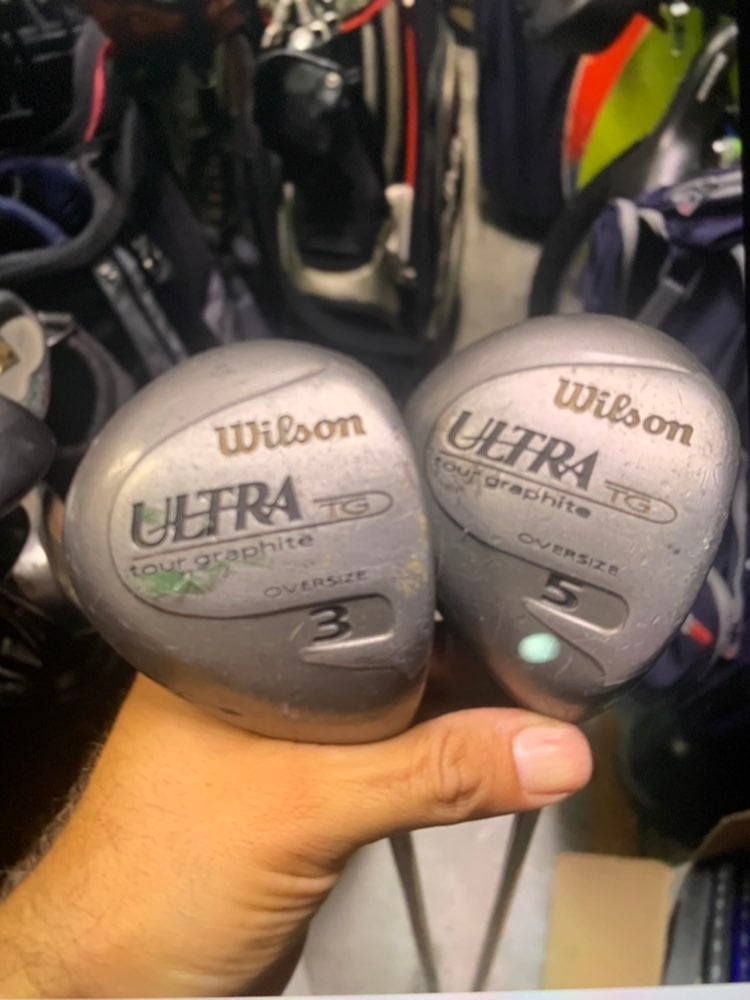 Wilson
ULTRA TG
tour graphite
OVERSIZE
3
Wilson
ULTRA TG
tour graphite
OVERSIZE
5